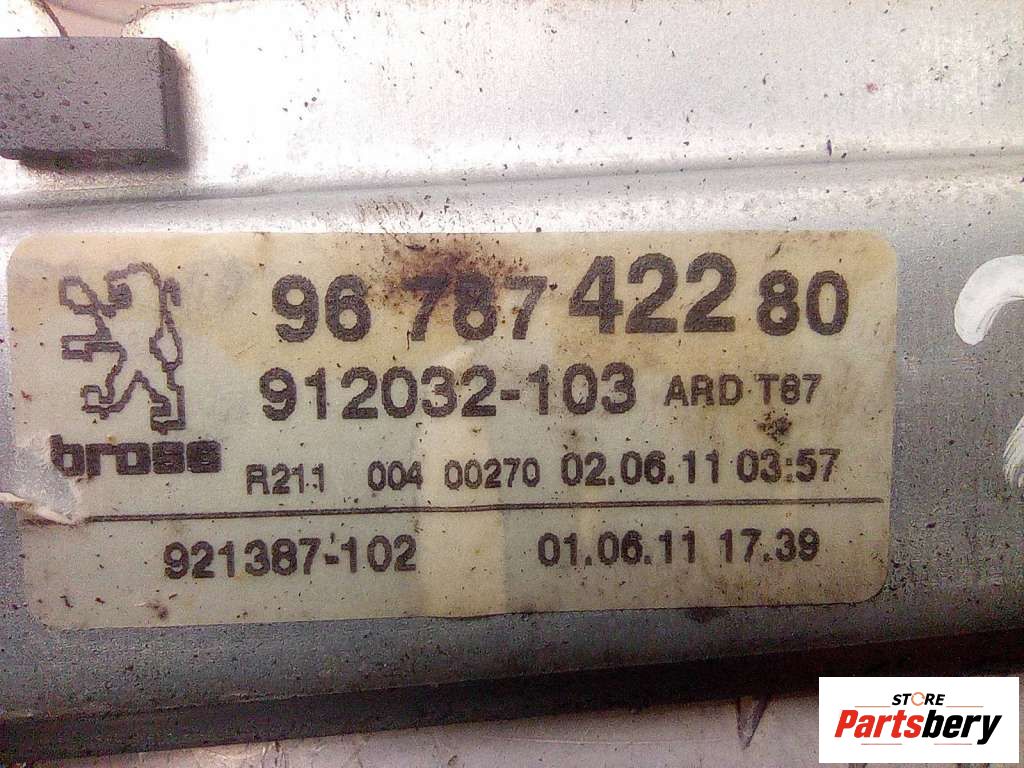 96 787 422 80
912032-103 ARD T87
brose
R211 004 00270 02.06.11 03:57
921387-102 01.06.11 17.39
STORE
Partsbery